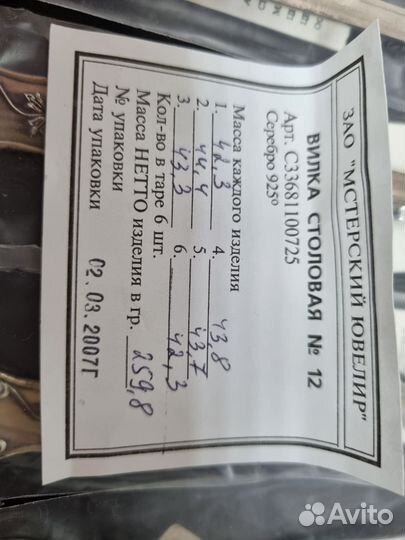 ЗАО "МСТЕРСКИЙ ЮВЕЛИР"
ВИЛКА СТОЛОВАЯ № 12
Арт. С33681100725
Серебро 925°
Масса каждого изделия
1. 42,3 4. 43,8
2. 44,4 5. 43,7
3. 43,3 6. 42,3
Кол-во в таре 6 шт.
Масса НЕТТО изделия в гр. 259,8
№ упаковки
Дата упаковки 02.03.2007г
Avito